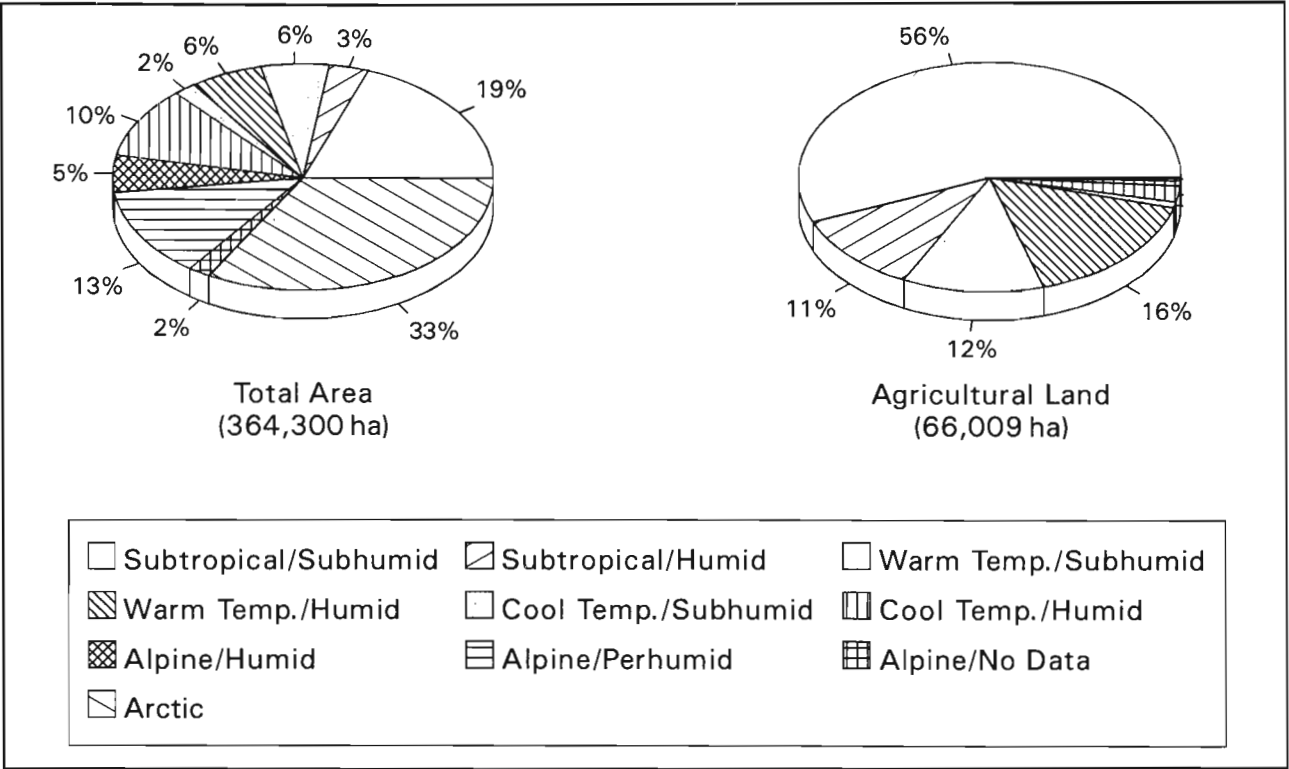 6%
6%
3%
2%
19%
10%
5%
13%
2%
33%
Total Area
(364,300 ha)
56%
11%
12%
16%
Agricultural Land
(66,009 ha)
Subtropical/Subhumid
Subtropical/Humid
Warm Temp./Subhumid
Warm Temp./Humid
Cool Temp./Subhumid
Cool Temp./Humid
Alpine/Humid
Alpine/Perhumid
Alpine/No Data
Arctic